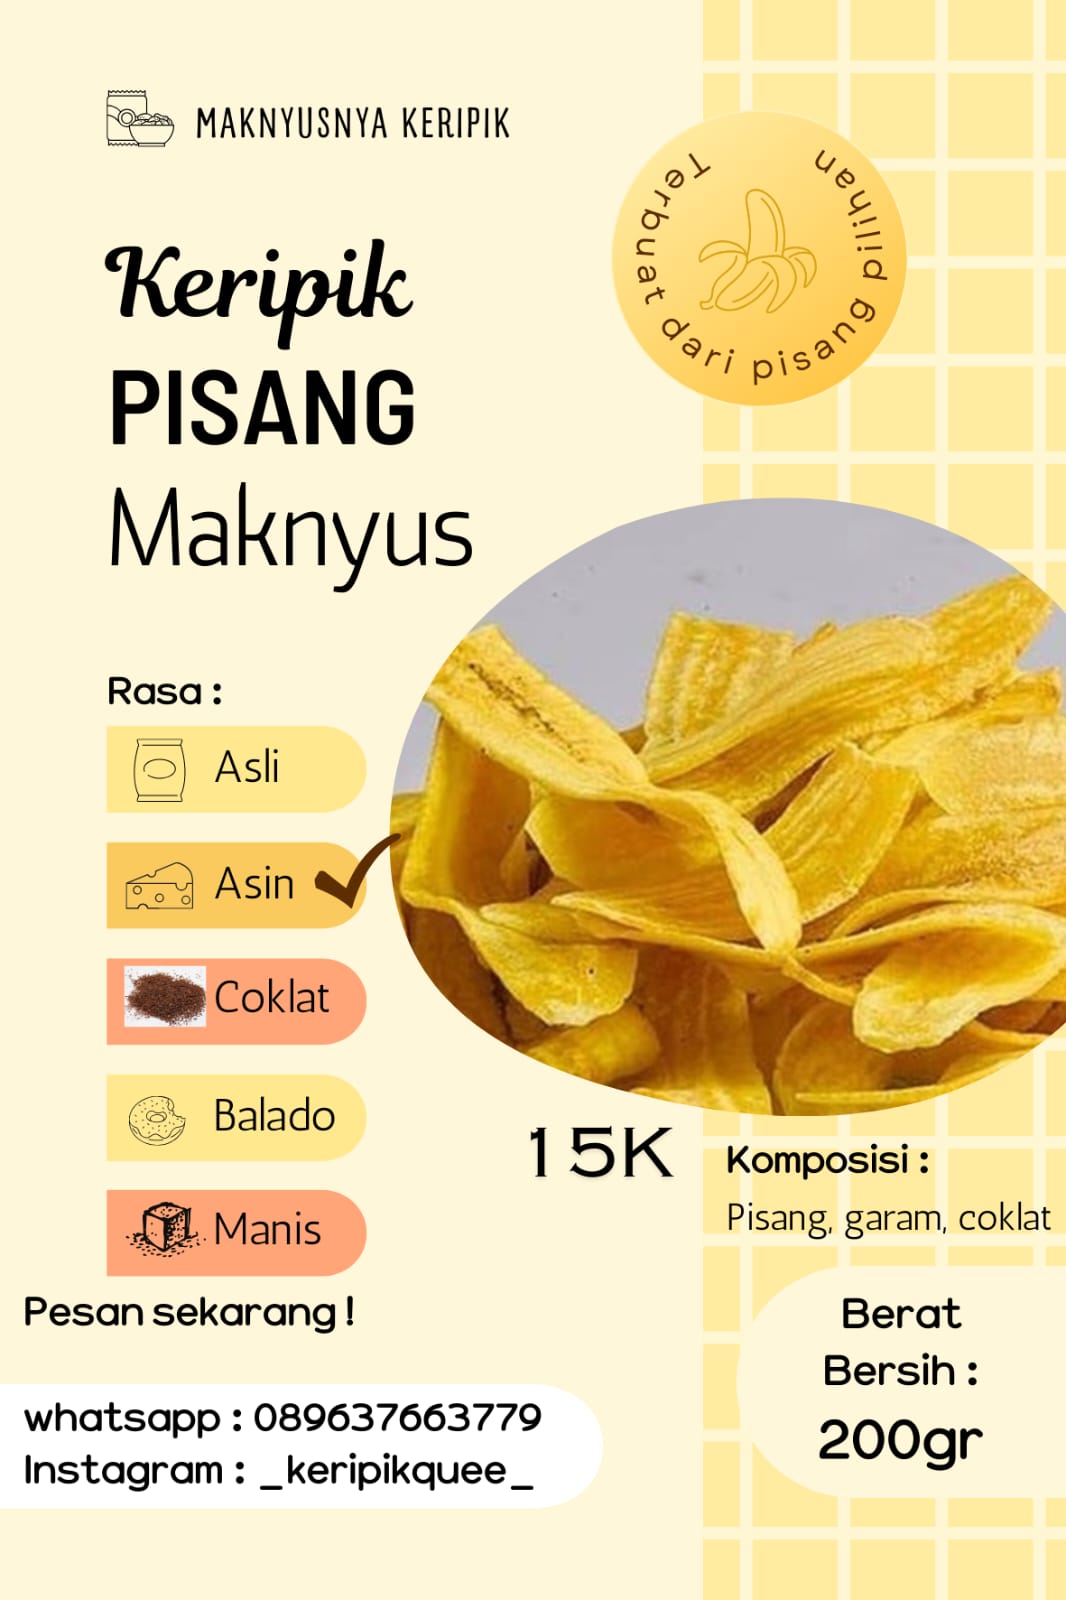 MAKNYUSNYA KERIPIK
Terbuat dari pisang pilihan
Keripik
PISANG
Maknyus
Rasa :
Asli
Asin
Coklat
Balado
Manis
15K
Komposisi :
Pisang, garam, coklat
Pesan sekarang !
Berat
Bersih :
200gr
whatsapp : 089637663779
Instagram : _keripikquee_